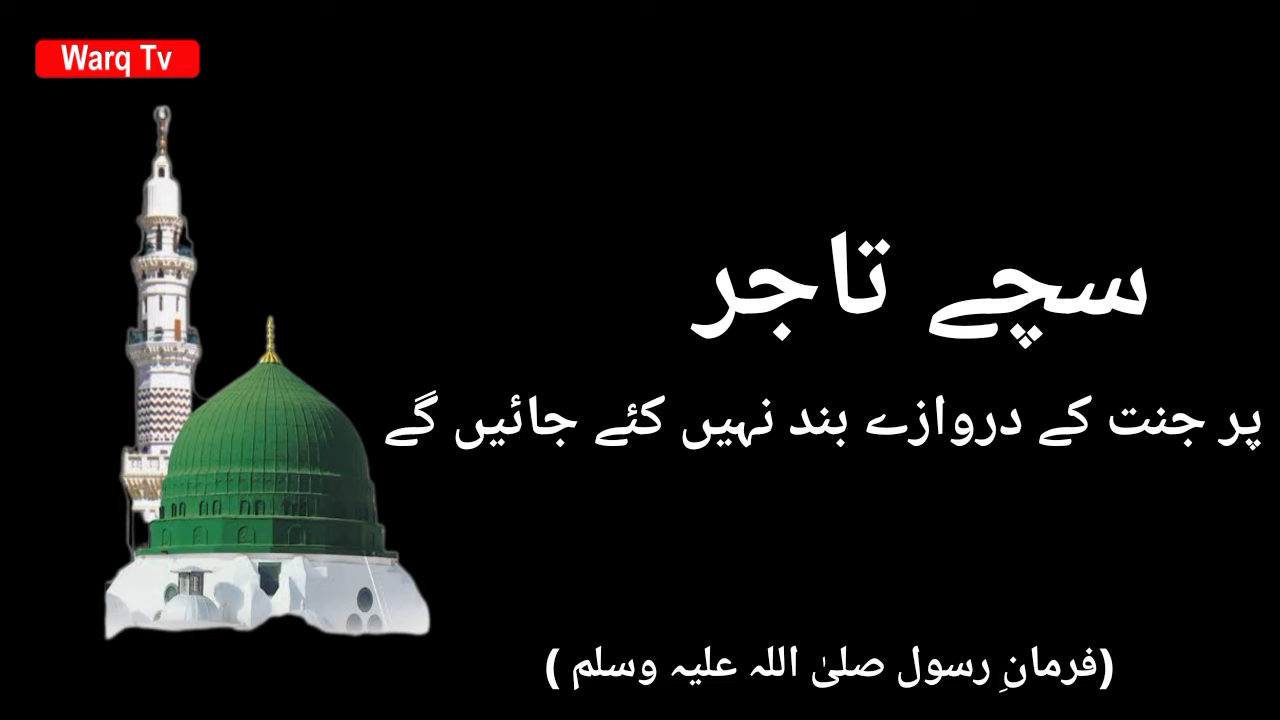 Warq Tv
سچے تاجر
پر جنت کے دروازے بند نہیں کئے جائیں گے
(فرمانِ رسول صلیٰ اللہ علیہ وسلم )